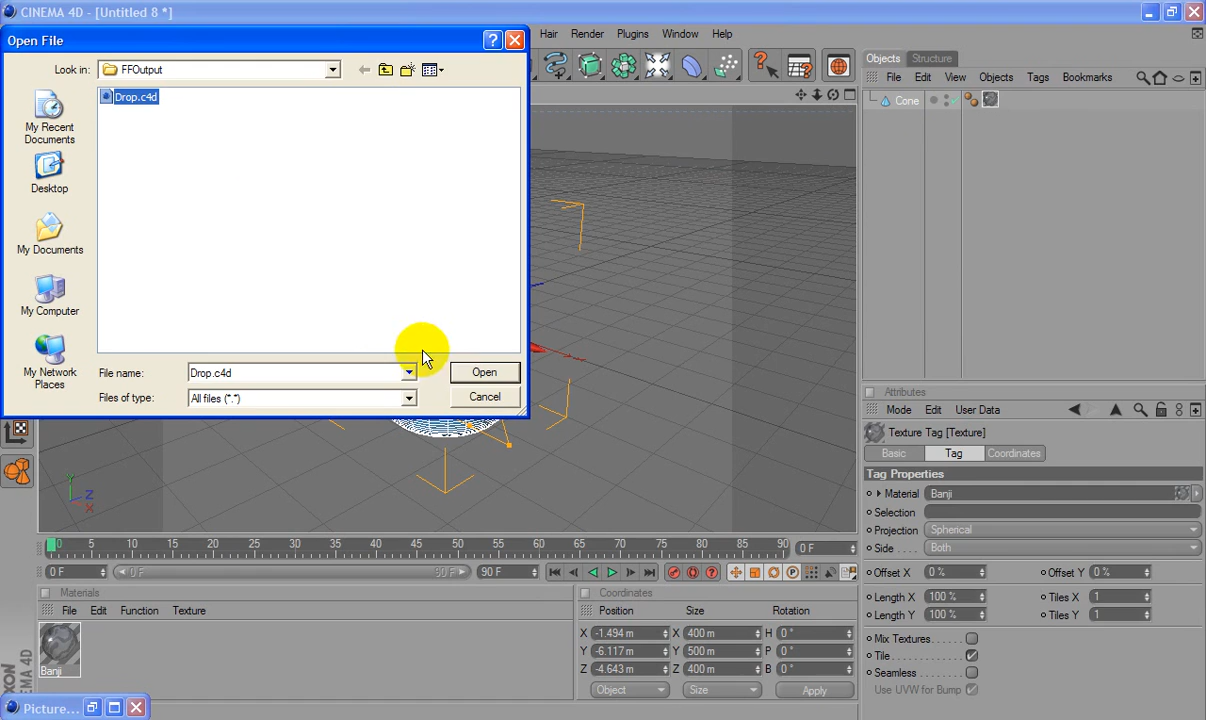 CINEMA 4D - [Untitled 8 *]
Open File
Hair Render Plugins Window Help
Look in: FFOutput
Objects Structure
File Edit View Objects Tags Bookmarks
Drop.c4d
Cone
My Recent
Documents
Desktop
My Documents
My Computer
My Network
Places
File name: Drop.c4d Open
Files of type: All files (*.*) Cancel
Attributes
Mode Edit User Data
Texture Tag [Texture]
Basic Tag Coordinates
Tag Properties
Material Banji
Selection
Projection Spherical
Side Both
Offset X 0 % Offset Y 0 %
Length X 100 % Tiles X 1
Length Y 100 % Tiles Y 1
Mix Textures
Tile
Seamless
Use UVW for Bump
Y Z X
0 5 10 15 20 25 30 35 40 45 50 55 60 65 70 75 80 85 90 0 F
0 F 0 F 90 F 90 F
Materials
File Edit Function Texture
Banji
Coordinates
Position Size Rotation
X -1.494 m X 400 m H 0 °
Y -6.117 m Y 500 m P 0 °
Z -4.643 m Z 400 m B 0 °
Object Size Apply
Picture...